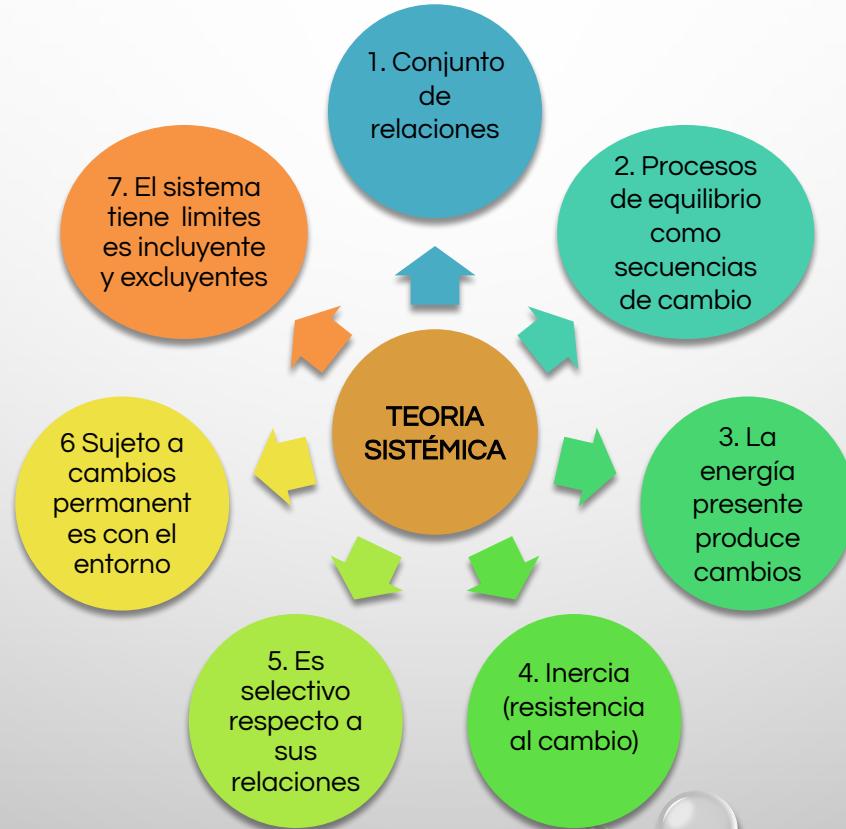 1. Conjunto
de
relaciones
2. Procesos
de equilibrio
como
secuencias
de cambio
3. La
energía
presente
produce
cambios
4. Inercia
(resistencia
al cambio)
5. Es
selectivo
respecto a
sus
relaciones
6 Sujeto a
cambios
permanent
es con el
entorno
7. El sistema
tiene limites
es incluyente
y excluyentes
TEORIA
SISTÉMICA